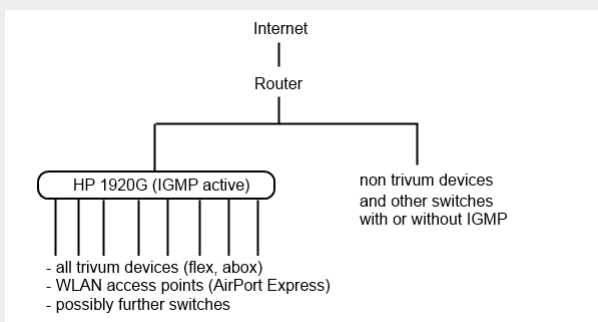 Internet
Router
HP 1920G (IGMP active)
non trivum devices
and other switches
with or without IGMP
- all trivum devices (flex, abox)
- WLAN access points (AirPort Express)
- possibly further switches